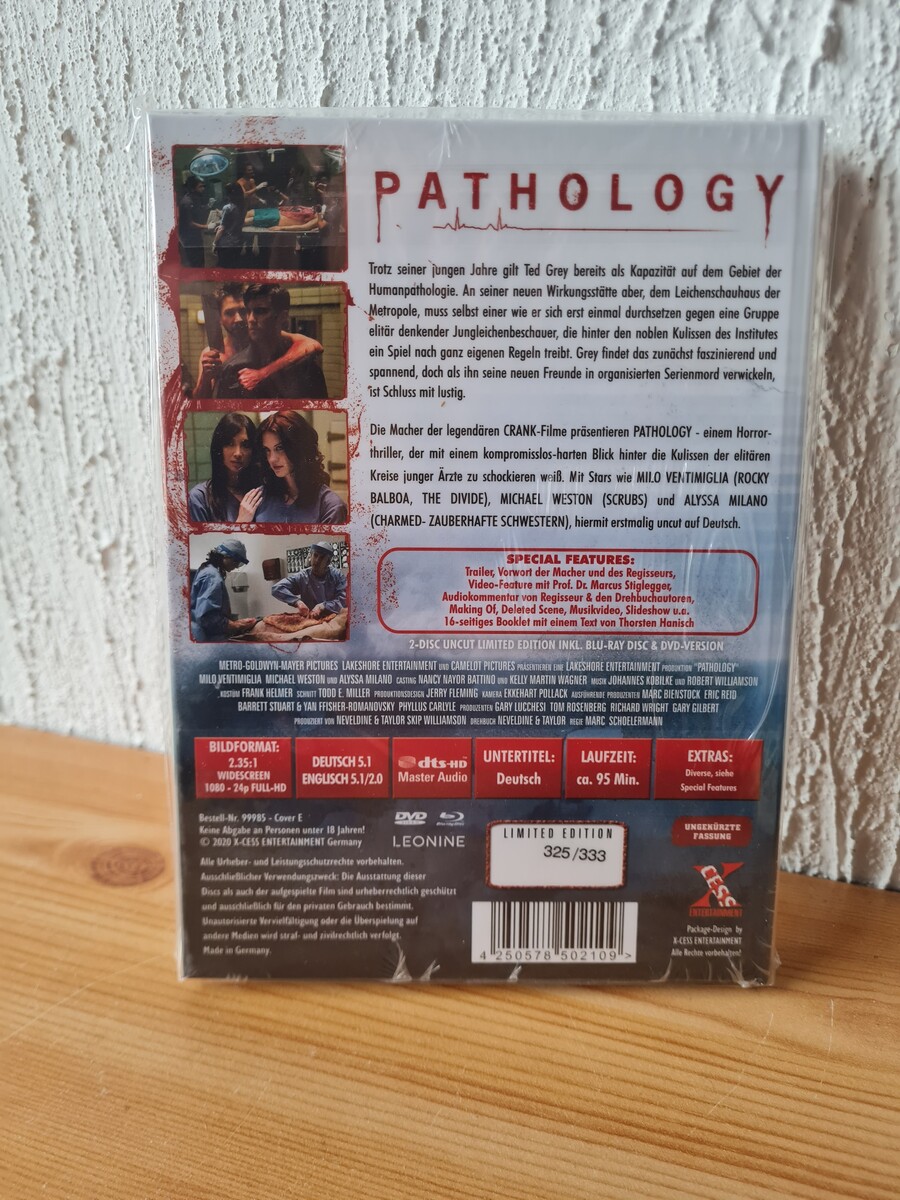 PATHOLOGY
Trotz seiner jungen Jahre gilt Ted Grey bereits als Kapazität auf dem Gebiet der
Humanpathologie. An seiner neuen Wirkungsstätte aber, dem Leichenschauhaus der
Metropole, muss selbst einer wie er sich erst einmal durchsetzen gegen eine Gruppe
elitär denkender Jungleichenbeschauer, die hinter den noblen Kulissen des Institutes
ein Spiel nach ganz eigenen Regeln treibt. Grey findet das zunächst faszinierend und
spannend, doch als ihn seine neuen Freunde in organisierten Serienmord verwickeln,
ist Schluss mit lustig.
Die Macher der legendären CRANK-Filme präsentieren PATHOLOGY - einem Horror-
thriller, der mit einem kompromisslos-harten Blick hinter die Kulissen der elitären
Kreise junger Ärzte zu schockieren weiß. Mit Stars wie MILO VENTIMIGLIA (ROCKY
BALBOA, THE DIVIDE), MICHAEL WESTON (SCRUBS) und ALYSSA MILANO
(CHARMED- ZAUBERHAFTE SCHWESTERN), hiermit erstmalig uncut auf Deutsch.
SPECIAL FEATURES:
Trailer, Vorwort der Macher und des Regisseurs,
Video-Feature mit Prof. Dr. Marcus Stiglegger,
Audiokommentar von Regisseur & den Drehbuchautoren,
Making Of, Deleted Scene, Musikvideo, Slideshow u.a.
16-seitiges Booklet mit einem Text von Thorsten Hanisch
2-DISC UNCUT LIMITED EDITION INKL. BLU-RAY DISC & DVD-VERSION
METRO-GOLDWYN-MAYER PICTURES LAKESHORE ENTERTAINMENT UND CAMELOT PICTURES PRÄSENTIEREN EINE LAKESHORE ENTERTAINMENT PRODUKTION "PATHOLOGY"
MILO VENTIMIGLIA MICHAEL WESTON UND ALYSSA MILANO CASTING NANCY NAYOR BATTINO UND KELLY MARTIN WAGNER MUSIK JOHANNES KOBILKE UND ROBERT WILLIAMSON
KOSTÜM FRANK HELMER SCHNITT TODD E. MILLER PRODUKTIONSDESIGN JERRY FLEMING KAMERA EKKEHART POLLACK AUSFÜHRENDE PRODUZENTEN MARC BIENSTOCK ERIC REID
BARRETT STUART & YAN FFISHER-ROMANOVSKY PHYLLUS CARLYLE PRODUZENTEN GARY LUCCHESI TOM ROSENBERG RICHARD WRIGHT GARY GILBERT
PRODUZIERT VON NEVELDINE & TAYLOR SKIP WILLIAMSON DREHBUCH NEVELDINE & TAYLOR REGIE MARC SCHOELERMANN
BILDFORMAT:
2.35:1
WIDESCREEN
1080 - 24p FULL-HD
DEUTSCH 5.1
ENGLISCH 5.1/2.0
dts-HD
Master Audio
UNTERTITEL:
Deutsch
LAUFZEIT:
ca. 95 Min.
EXTRAS:
Diverse, siehe
Special Features
Bestell-Nr. 99985 - Cover E
Keine Abgabe an Personen unter 18 Jahren!
© 2020 X-CESS ENTERTAINMENT Germany
DVD
Blu-ray Disc
LEONINE
Alle Urheber- und Leistungsschutzrechte vorbehalten.
Ausschließlicher Verwendungszweck: Die Ausstattung dieser
Discs als auch der aufgespielte Film sind urheberrechtlich geschützt
und ausschließlich für den privaten Gebrauch bestimmt.
Unautorisierte Vervielfältigung oder die Überspielung auf
andere Medien wird straf- und zivilrechtlich verfolgt.
Made in Germany.
LIMITED EDITION
325/333
4 250578 502109 >
UNGEKÜRZTE
FASSUNG
X CESS
ENTERTAINMENT
Package-Design by
X-CESS ENTERTAINMENT
Alle Rechte vorbehalten!